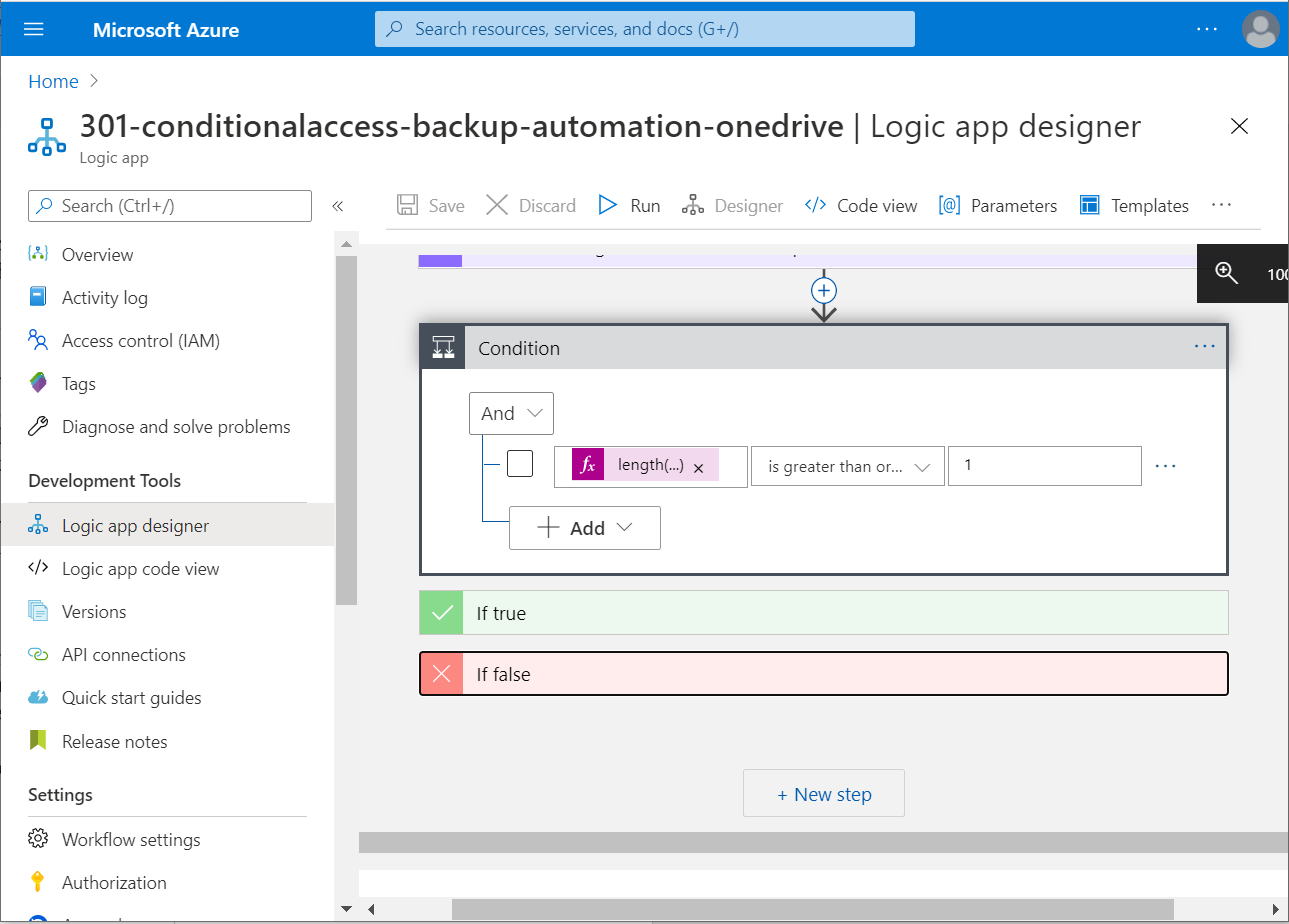 Microsoft Azure
Search resources, services, and docs (G+/)
Home
301-conditionalaccess-backup-automation-onedrive | Logic app designer
Logic app
Search (Ctrl+/)
Save
Discard
Run
Designer
Code view
Parameters
Templates
Overview
Activity log
Access control (IAM)
Tags
Diagnose and solve problems
Development Tools
Logic app designer
Logic app code view
Versions
API connections
Quick start guides
Release notes
Settings
Workflow settings
Authorization
100
Condition
And
fx length(...)
is greater than or...
1
Add
If true
If false
+ New step